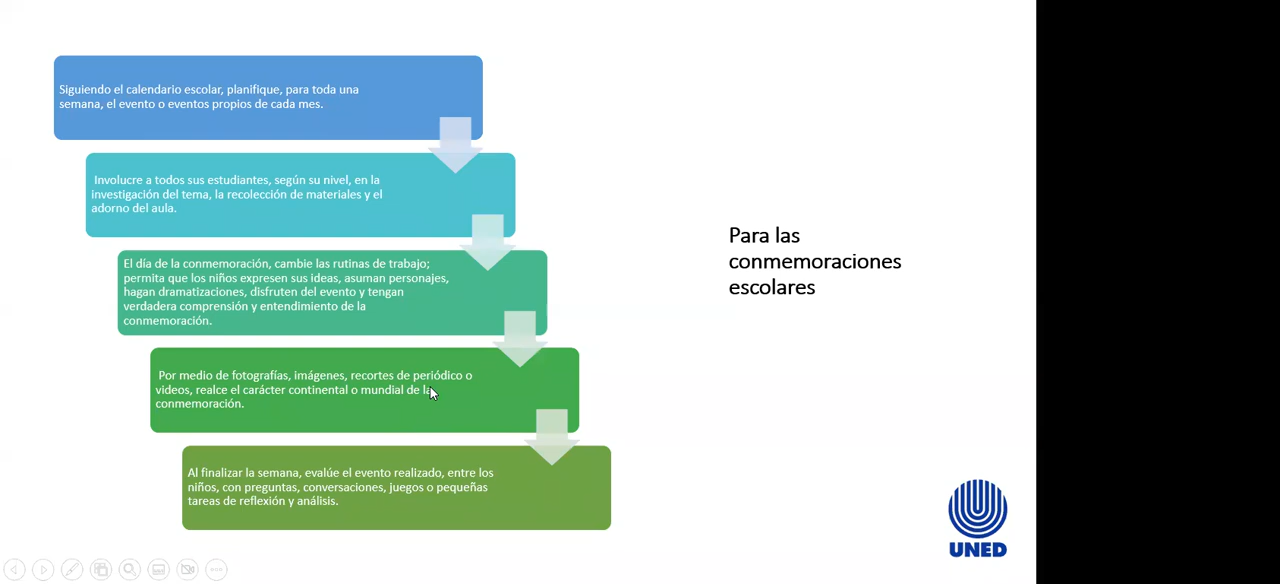 Siguiendo el calendario escolar, planifique, para toda una
semana, el evento o eventos propios de cada mes.
Involucre a todos sus estudiantes, según su nivel, en la
investigación del tema, la recolección de materiales y el
adorno del aula.
El día de la conmemoración, cambie las rutinas de trabajo;
permita que los niños expresen sus ideas, asuman personajes,
hagan dramatizaciones, disfruten del evento y tengan
verdadera comprensión y entendimiento de la
conmemoración.
Por medio de fotografías, imágenes, recortes de periódico o
videos, realce el carácter continental o mundial de la
conmemoración.
Al finalizar la semana, evalúe el evento realizado, entre los
niños, con preguntas, conversaciones, juegos o pequeñas
tareas de reflexión y análisis.
Para las
conmemoraciones
escolares
UNED